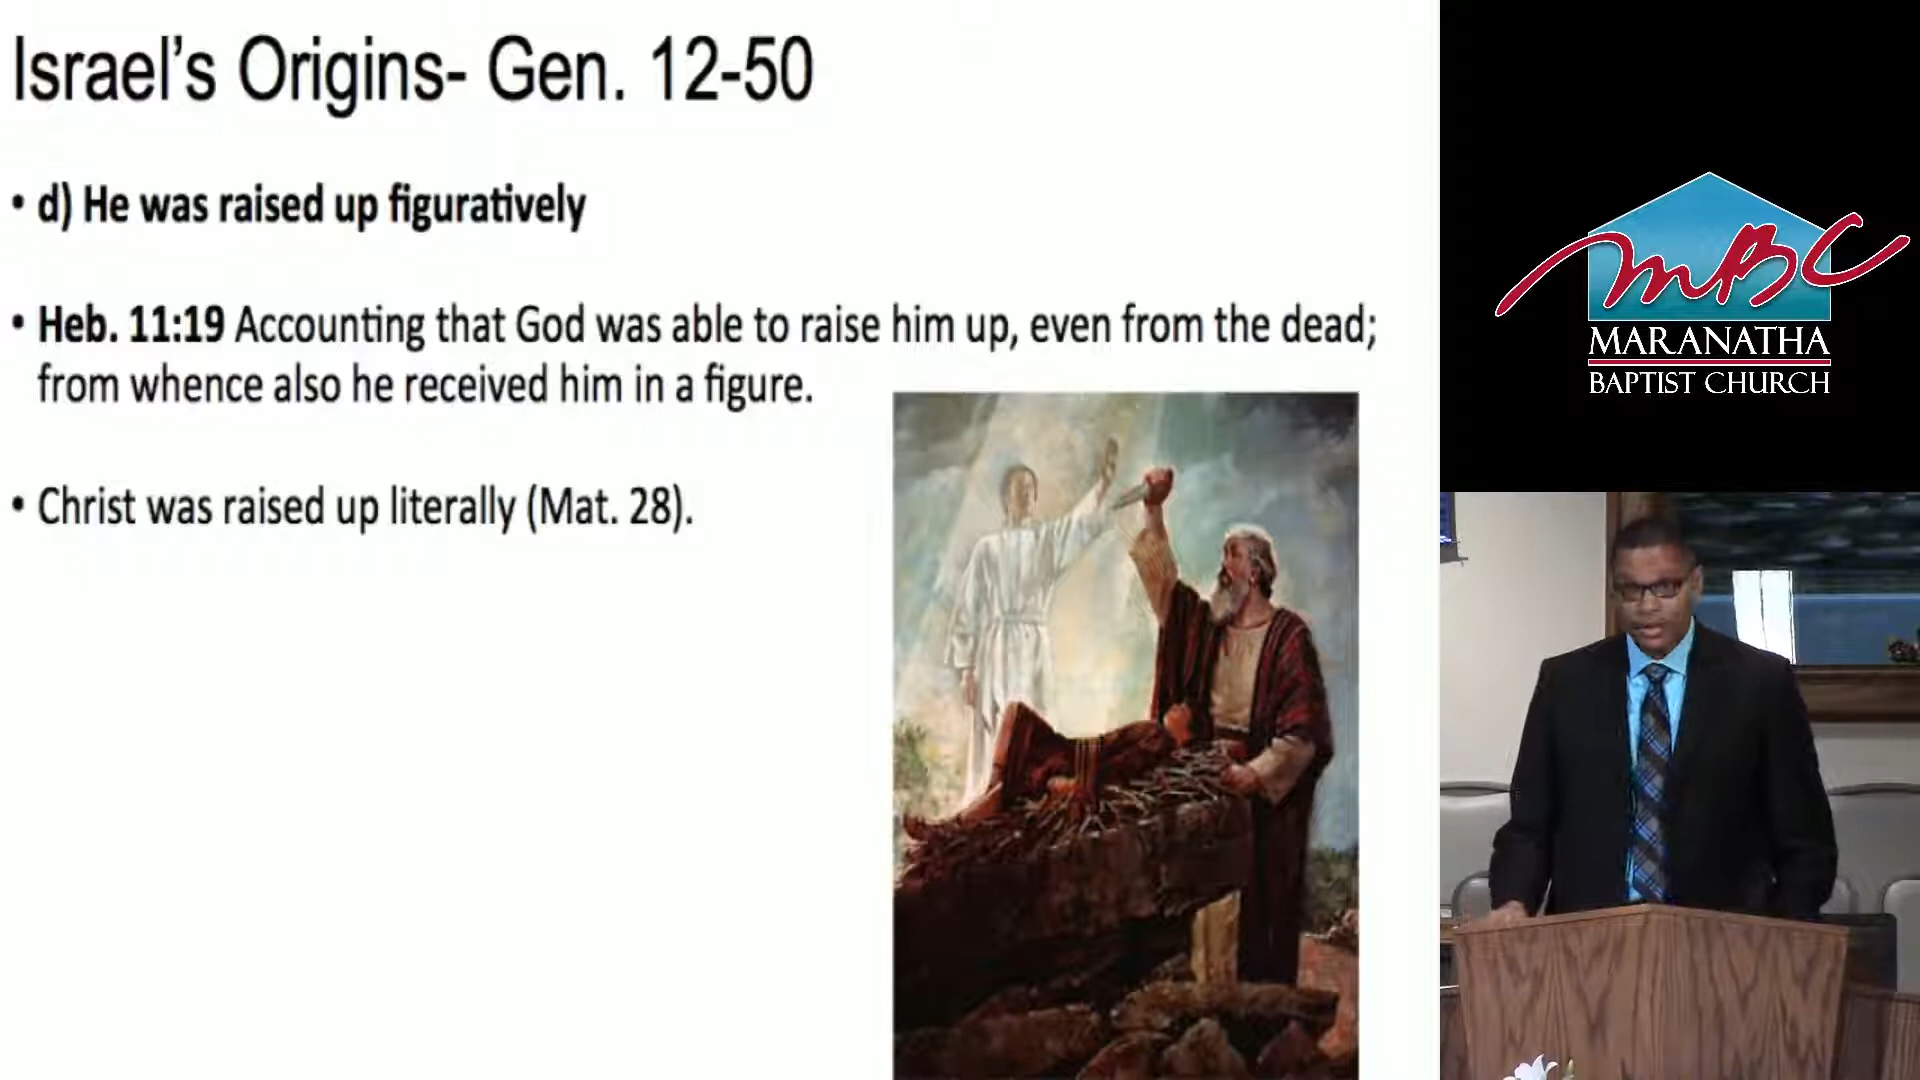 Israel’s Origins- Gen. 12-50
• d) He was raised up figuratively
• Heb. 11:19 Accounting that God was able to raise him up, even from the dead;
from whence also he received him in a figure.
• Christ was raised up literally (Mat. 28).
MBC
MARANATHA
BAPTIST CHURCH